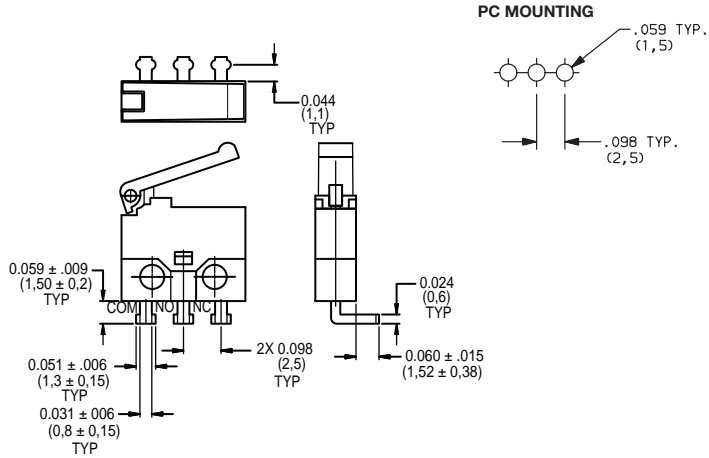 PC MOUNTING
.059 TYP.
(1,5)
.098 TYP.
(2,5)
0.044
(1,1)
TYP
0.059 ± .009
(1,50 ± 0,2)
TYP
COM NO NC
0.024
(0,6)
TYP
0.051 ± .006
(1,3 ± 0,15)
TYP
2X 0.098
(2,5)
TYP
0.060 ± .015
(1,52 ± 0,38)
0.031 ± 006
(0,8 ± 0,15)
TYP